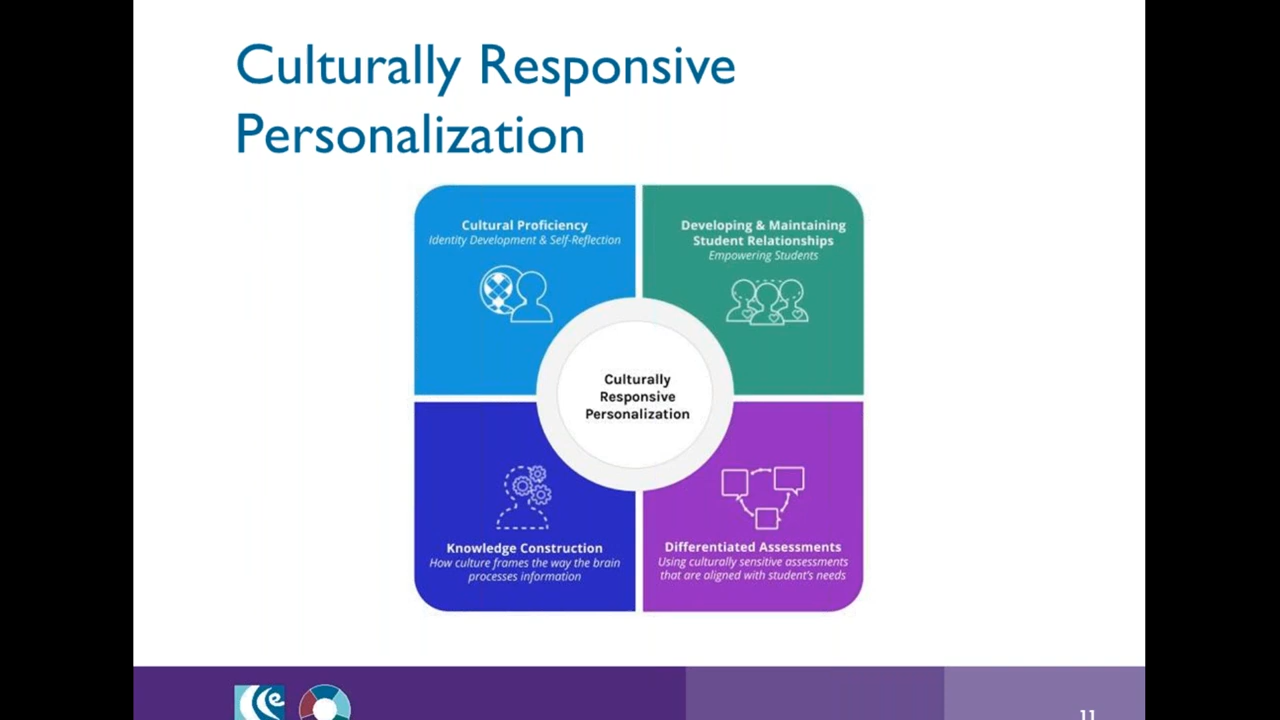 Culturally Responsive
Personalization
Cultural Proficiency
Identity Development & Self-Reflection
Developing & Maintaining
Student Relationships
Empowering Students
Culturally
Responsive
Personalization
Knowledge Construction
How culture frames the way the brain
processes information
Differentiated Assessments
Using culturally sensitive assessments
that are aligned with student's needs
11